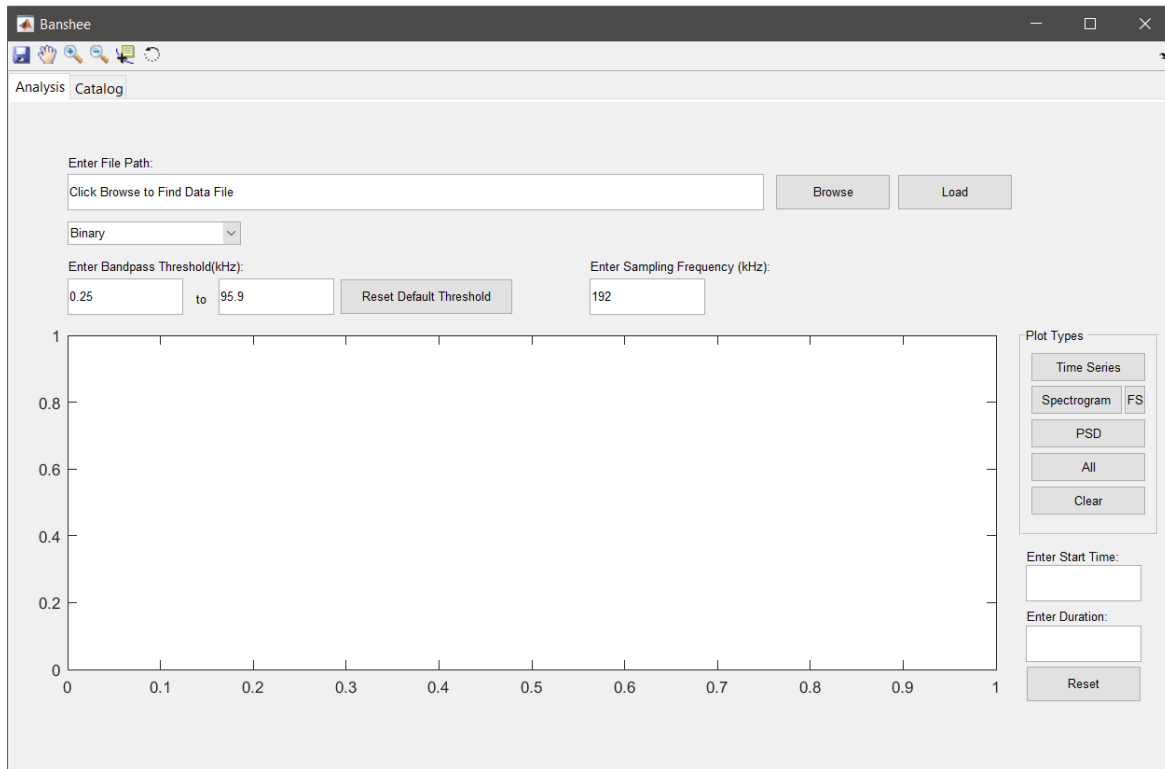 Banshee
Analysis Catalog
Enter File Path:
Click Browse to Find Data File Browse Load
Binary
Enter Bandpass Threshold(kHz): Enter Sampling Frequency (kHz):
0.25 to 95.9 Reset Default Threshold 192
Plot Types
Time Series
Spectrogram FS
PSD
All
Clear
Enter Start Time:
Enter Duration:
Reset
1
0.8
0.6
0.4
0.2
0
0 0.1 0.2 0.3 0.4 0.5 0.6 0.7 0.8 0.9 1